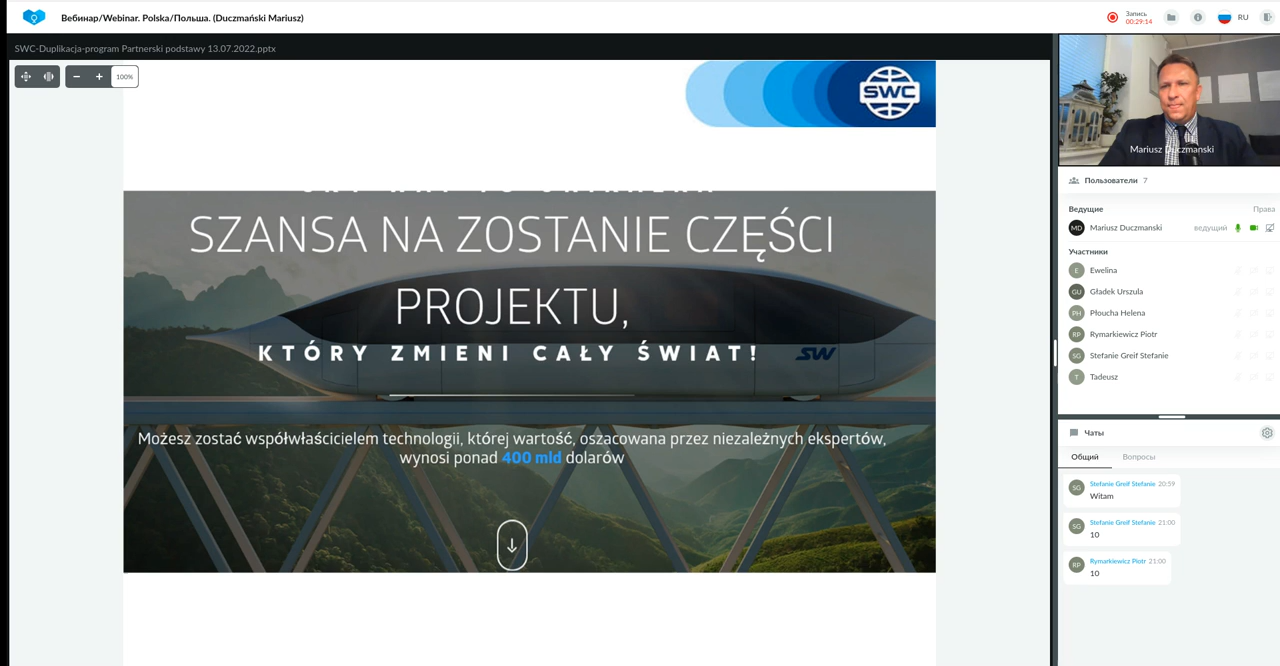 Вебинар/Webinar. Polska/Польша. (Duczmański Mariusz)
Запись
00:29:14
RU
SWC-Duplikacja-program Partnerski podstawy 13.07.2022.pptx
100%
SWC
SZANSA NA ZOSTANIE CZĘŚCI
PROJEKTU,
KTÓRY ZMIENI CAŁY ŚWIAT!
SW
Możesz zostać współwłaścicielem technologii, której wartość, oszacowana przez niezależnych ekspertów,
wynosi ponad 400 mld dolarów
Mariusz Duczmanski
Пользователи 7
Ведущие Права
MD Mariusz Duczmanski ведущий
Участники
E Ewelina
GU Gładek Urszula
PH Płoucha Helena
RP Rymarkiewicz Piotr
SG Stefanie Greif Stefanie
T Tadeusz
Чаты
Общий Вопросы
SG Stefanie Greif Stefanie 20:59
Witam
SG Stefanie Greif Stefanie 21:00
10
RP Rymarkiewicz Piotr 21:00
10